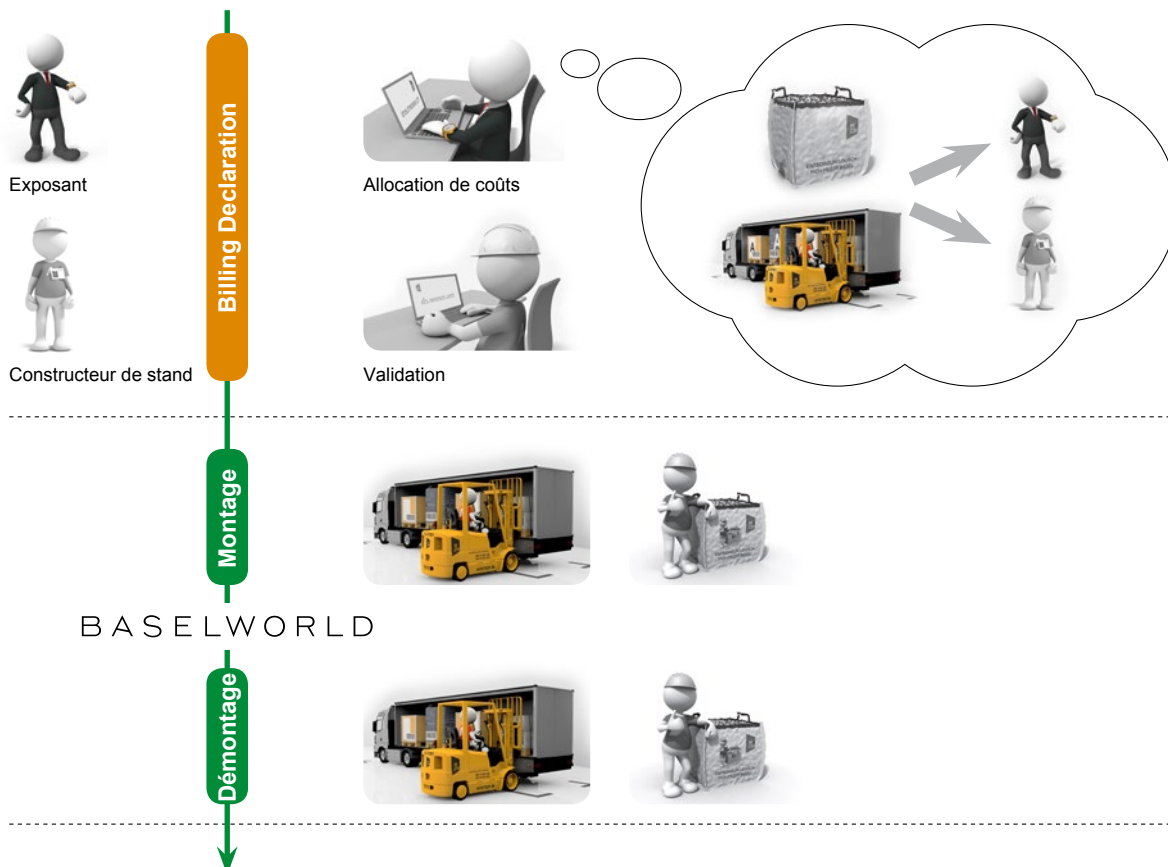 Billing Declaration
Exposant
Allocation de coûts
Constructeur de stand
Validation
A
A
Montage
BASELWORLD
Démontage